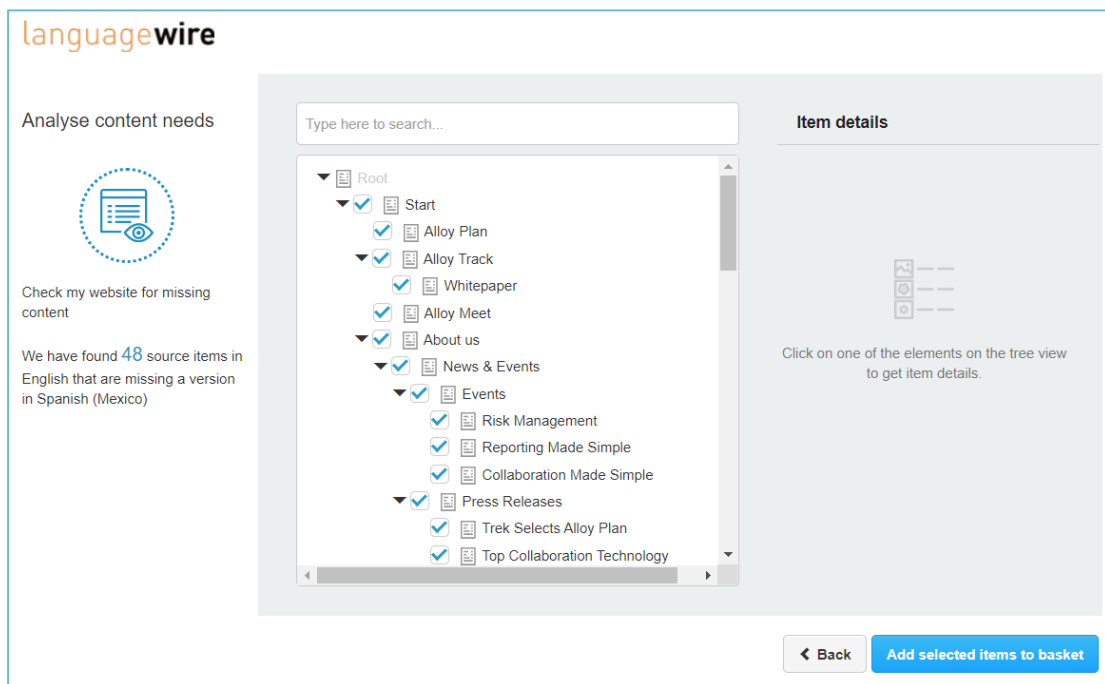 languagewire
Analyse content needs
Check my website for missing
content
We have found 48 source items in
English that are missing a version
in Spanish (Mexico)
Type here to search...
Root
Start
Alloy Plan
Alloy Track
Whitepaper
Alloy Meet
About us
News & Events
Events
Risk Management
Reporting Made Simple
Collaboration Made Simple
Press Releases
Trek Selects Alloy Plan
Top Collaboration Technology
Item details
Click on one of the elements on the tree view
to get item details.
Back
Add selected items to basket